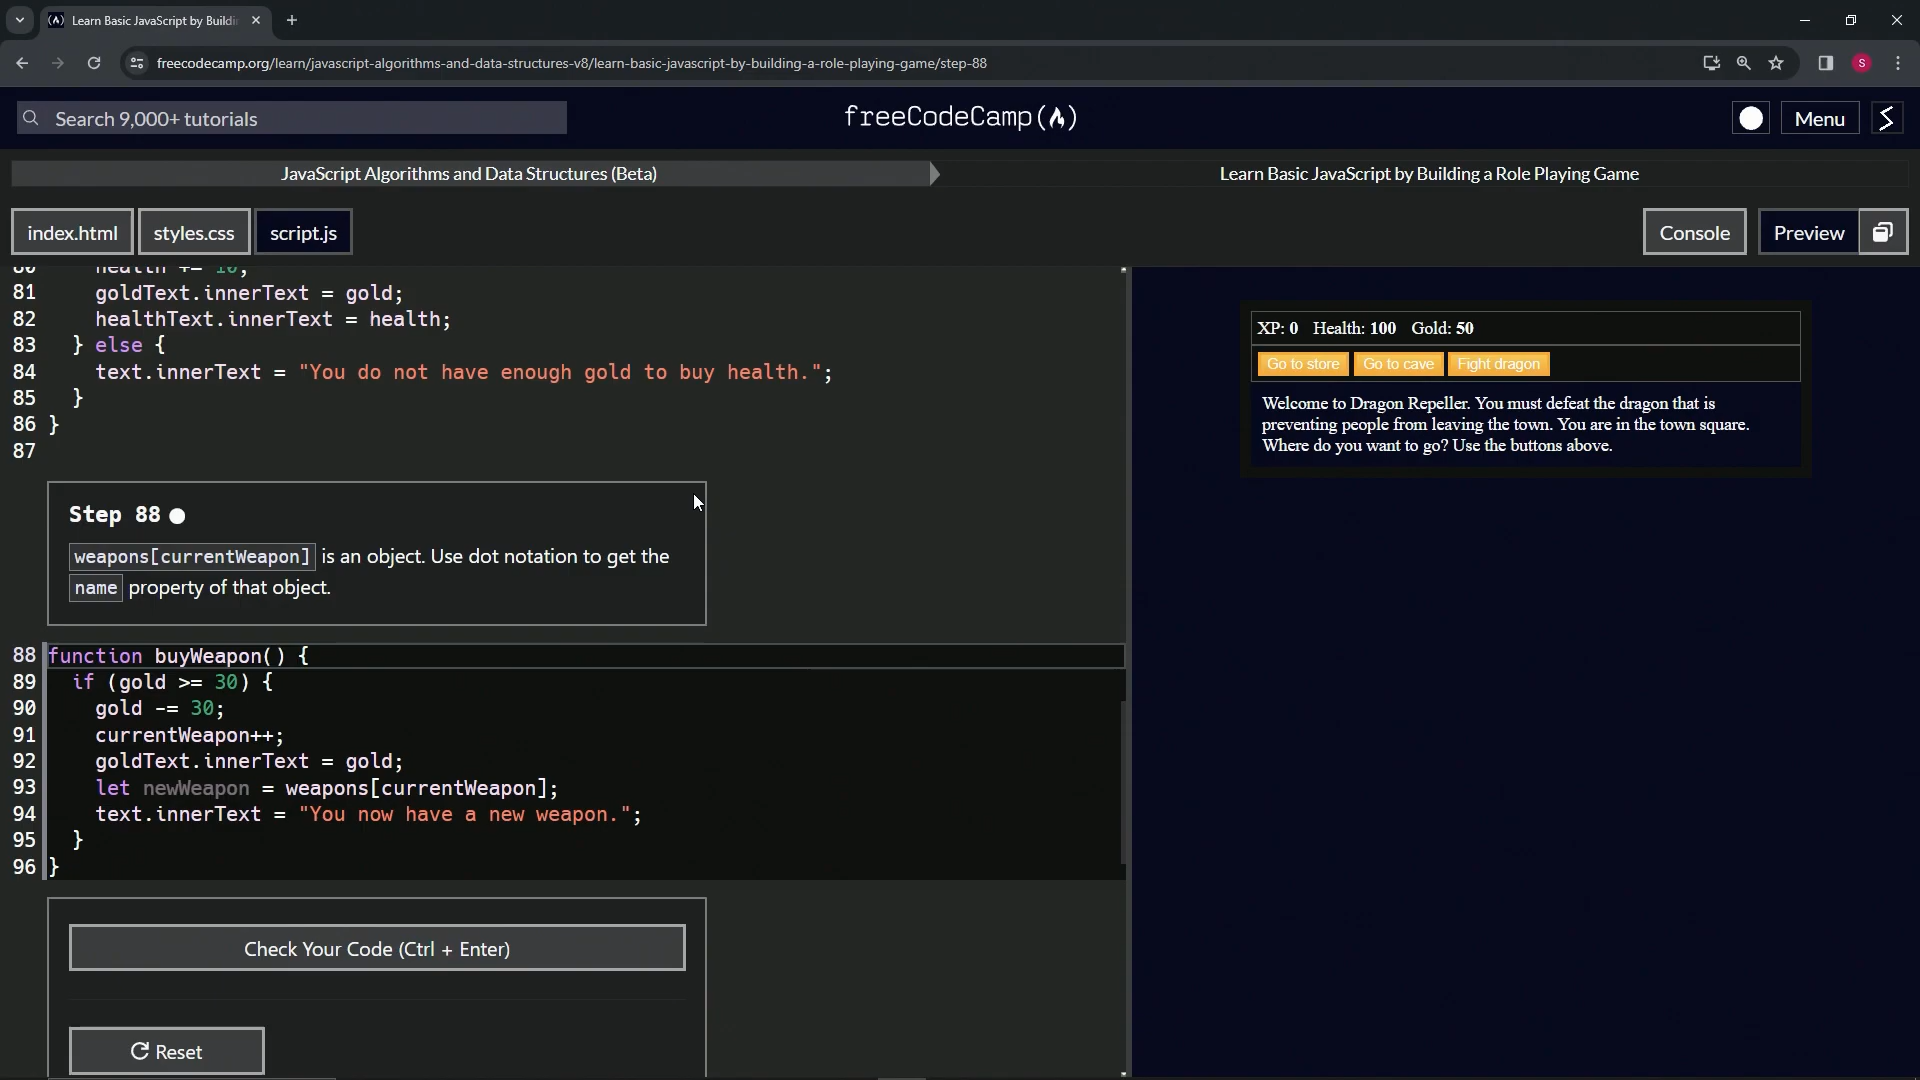 Learn Basic JavaScript by Buildi
freecodecamp.org/learn/javascript-algorithms-and-data-structures-v8/learn-basic-javascript-by-building-a-role-playing-game/step-88
S
Search 9,000+ tutorials
freeCodeCamp(🔥)
Menu
JavaScript Algorithms and Data Structures (Beta)
Learn Basic JavaScript by Building a Role Playing Game
index.html
styles.css
script.js
Console
Preview
80 health += 10;
81 goldText.innerText = gold;
82 healthText.innerText = health;
83 } else {
84 text.innerText = "You do not have enough gold to buy health.";
85 }
86 }
87
Step 88
weapons[currentWeapon] is an object. Use dot notation to get the
name property of that object.
88 function buyWeapon() {
89 if (gold >= 30) {
90 gold -= 30;
91 currentWeapon++;
92 goldText.innerText = gold;
93 let newWeapon = weapons[currentWeapon];
94 text.innerText = "You now have a new weapon.";
95 }
96 }
Check Your Code (Ctrl + Enter)
Reset
XP: 0 Health: 100 Gold: 50
Go to store
Go to cave
Fight dragon
Welcome to Dragon Repeller. You must defeat the dragon that is
preventing people from leaving the town. You are in the town square.
Where do you want to go? Use the buttons above.